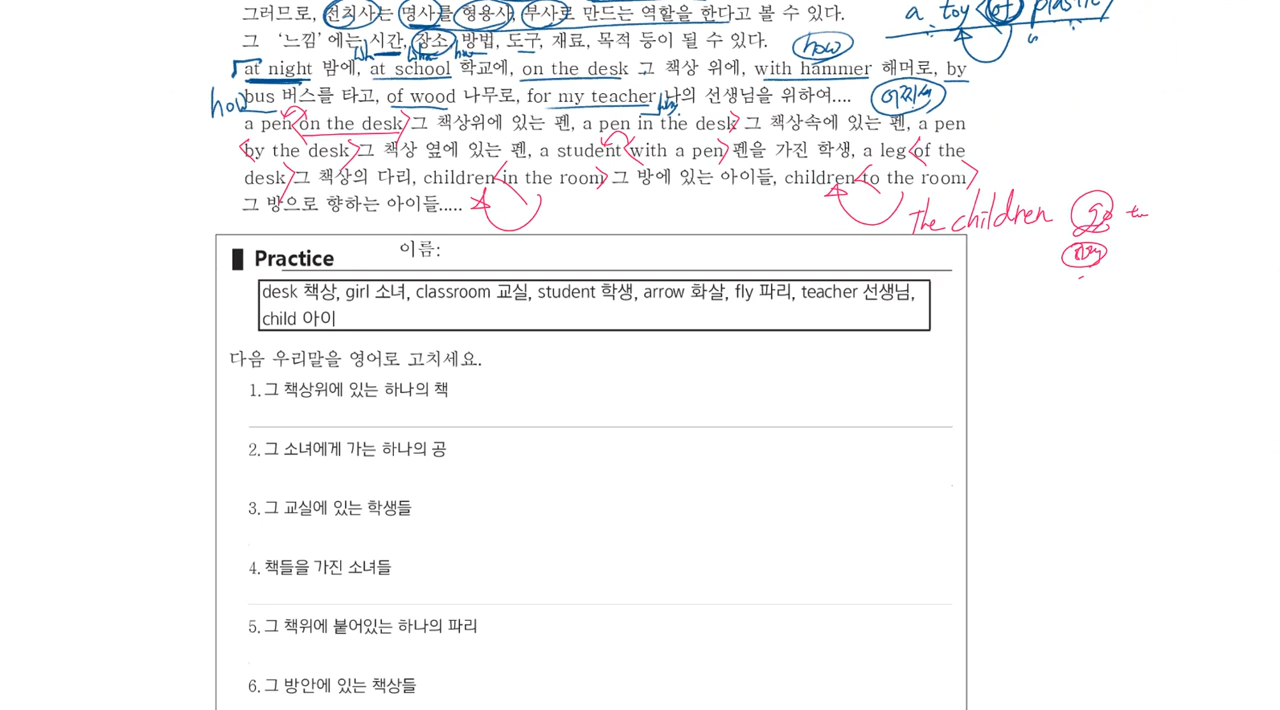 그러므로, 전치사는 명사를 형용사, 부사로 만드는 역할을 한다고 볼 수 있다.
a toy of plastic
그 ‘느낌’에는 시간, 장소, 방법, 도구, 재료, 목적 등이 될 수 있다.
how
at night 밤에, at school 학교에, on the desk 그 책상 위에, with hammer 해머로, by
how
bus 버스를 타고, of wood 나무로, for my teacher 나의 선생님을 위하여....
a pen on the desk 그 책상위에 있는 펜, a pen in the desk 그 책상속에 있는 펜, a pen
by the desk 그 책상 옆에 있는 펜, a student with a pen 펜을 가진 학생, a leg of the
desk 그 책상의 다리, children in the room 그 방에 있는 아이들, children to the room
그 방으로 향하는 아이들.....
The children go to
Practice
이름:
desk 책상, girl 소녀, classroom 교실, student 학생, arrow 화살, fly 파리, teacher 선생님,
child 아이
다음 우리말을 영어로 고치세요.
1. 그 책상위에 있는 하나의 책
2. 그 소녀에게 가는 하나의 공
3. 그 교실에 있는 학생들
4. 책들을 가진 소녀들
5. 그 책위에 붙어있는 하나의 파리
6. 그 방안에 있는 책상들